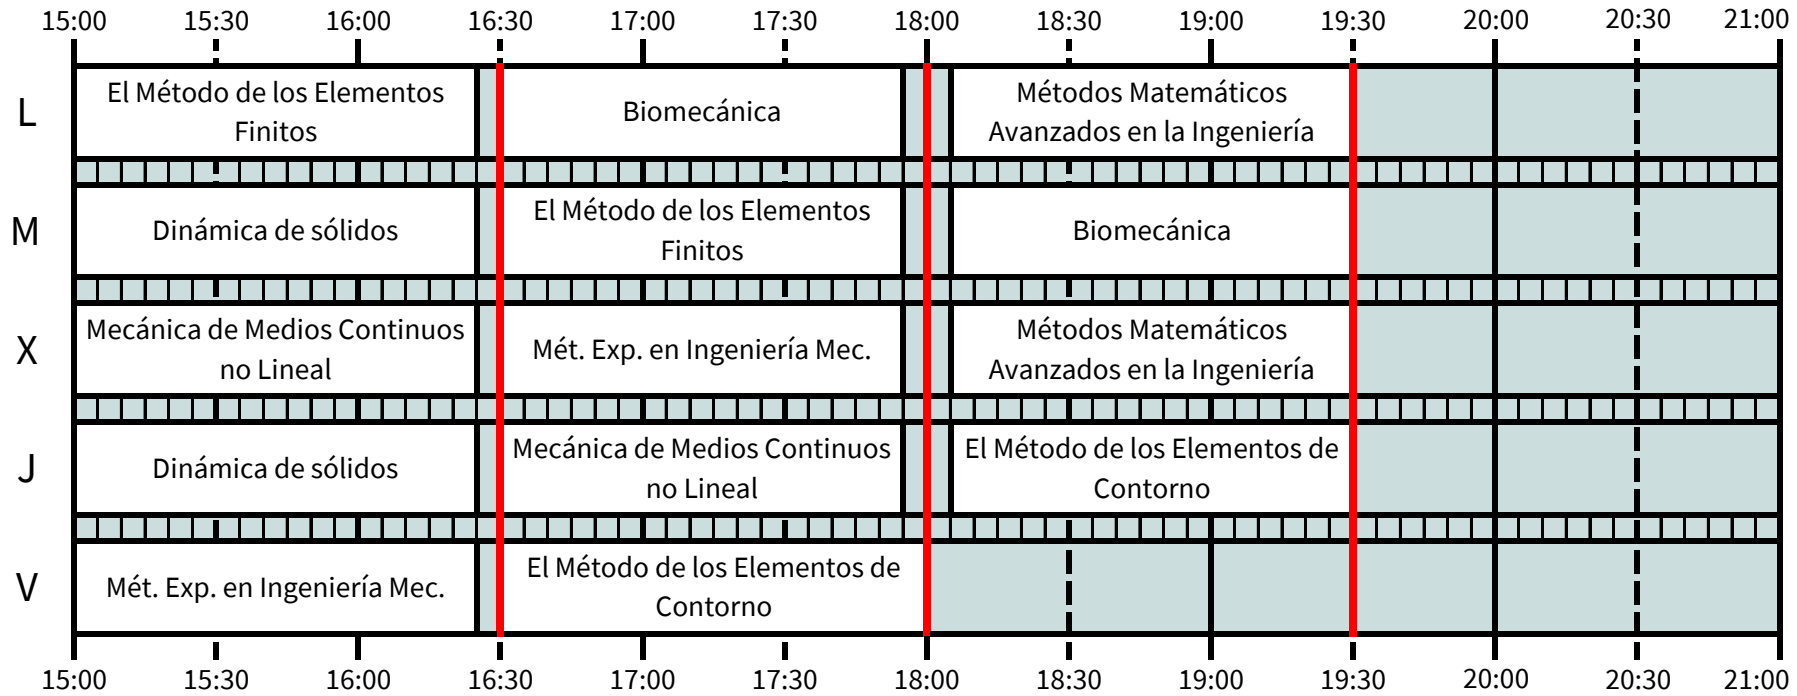 15:00 15:30 16:00 16:30 17:00 17:30 18:00 18:30 19:00 19:30 20:00 20:30 21:00
L
El Método de los Elementos
Finitos
Biomecánica
Métodos Matemáticos
Avanzados en la Ingeniería
M
Dinámica de sólidos
El Método de los Elementos
Finitos
Biomecánica
X
Mecánica de Medios Continuos
no Lineal
Mét. Exp. en Ingeniería Mec.
Métodos Matemáticos
Avanzados en la Ingeniería
J
Dinámica de sólidos
Mecánica de Medios Continuos
no Lineal
El Método de los Elementos de
Contorno
V
Mét. Exp. en Ingeniería Mec.
El Método de los Elementos de
Contorno
15:00 15:30 16:00 16:30 17:00 17:30 18:00 18:30 19:00 19:30 20:00 20:30 21:00